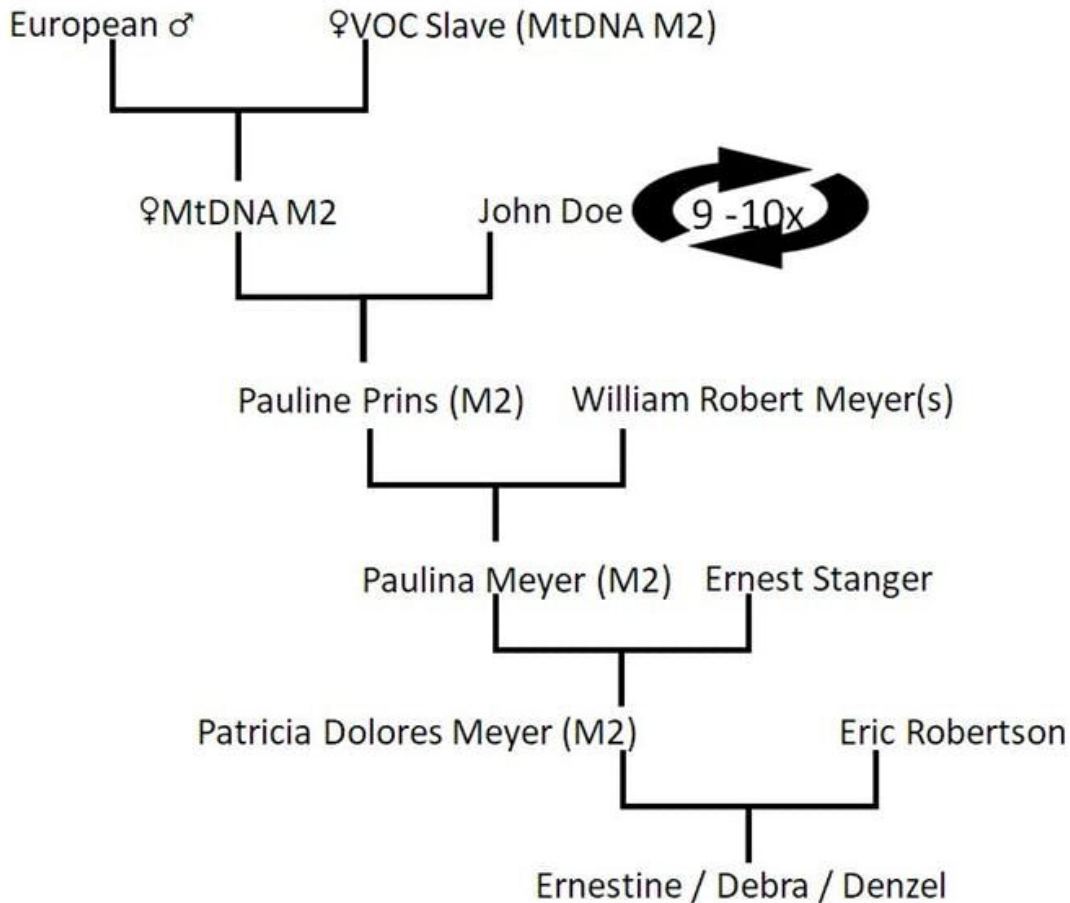 European ♂ ♀VOC Slave (MtDNA M2)
♀MtDNA M2 John Doe 9 -10x
Pauline Prins (M2) William Robert Meyer(s)
Paulina Meyer (M2) Ernest Stanger
Patricia Dolores Meyer (M2) Eric Robertson
Ernestine / Debra / Denzel